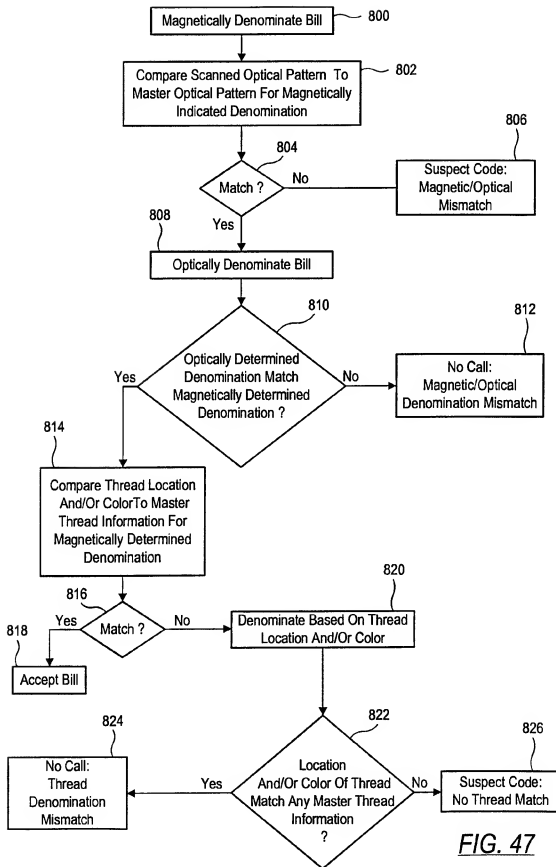 Magnetically Denominate Bill
800
Compare Scanned Optical Pattern To
Master Optical Pattern For Magnetically
Indicated Denomination
802
804
Match ?
No
806
Suspect Code:
Magnetic/Optical
Mismatch
Yes
808
Optically Denominate Bill
810
Optically Determined
Denomination Match
Magnetically Determined
Denomination ?
Yes
No
812
No Call:
Magnetic/Optical
Denomination Mismatch
814
Compare Thread Location
And/Or ColorTo Master
Thread Information For
Magnetically Determined
Denomination
816
Match ?
Yes
No
818
Accept Bill
820
Denominate Based On Thread
Location And/Or Color
822
Location
And/Or Color Of Thread
Match Any Master Thread
Information
?
Yes
No
824
No Call:
Thread
Denomination
Mismatch
826
Suspect Code:
No Thread Match
FIG. 47